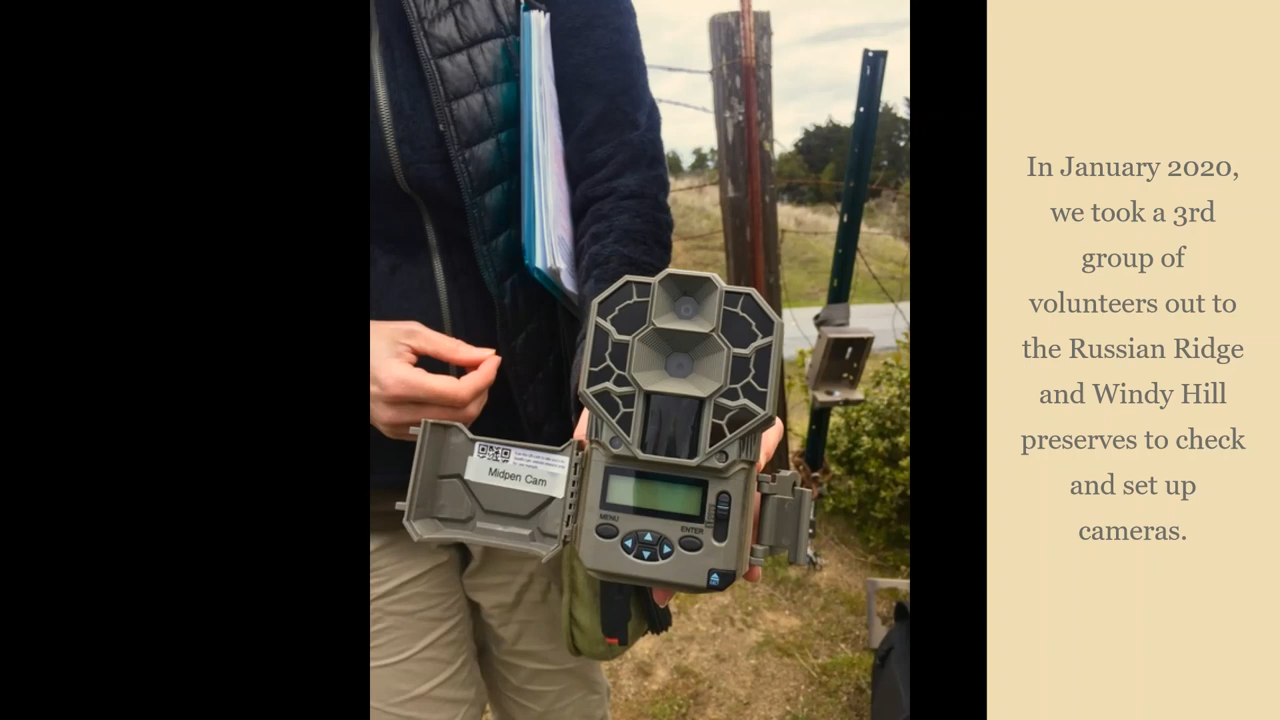 Midpen Cam
MENU
ENTER
In January 2020,
we took a 3rd
group of
volunteers out to
the Russian Ridge
and Windy Hill
preserves to check
and set up
cameras.